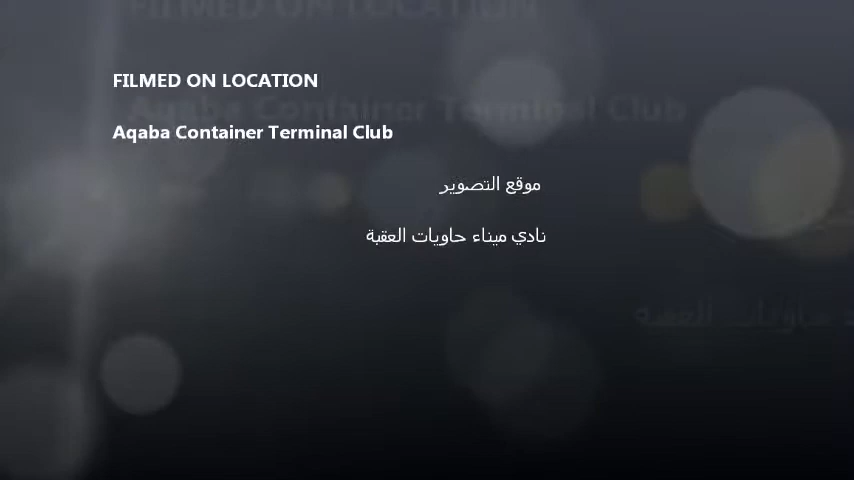 FILMED ON LOCATION
Aqaba Container Terminal Club
موقع التصوير
نادي ميناء حاويات العقبة